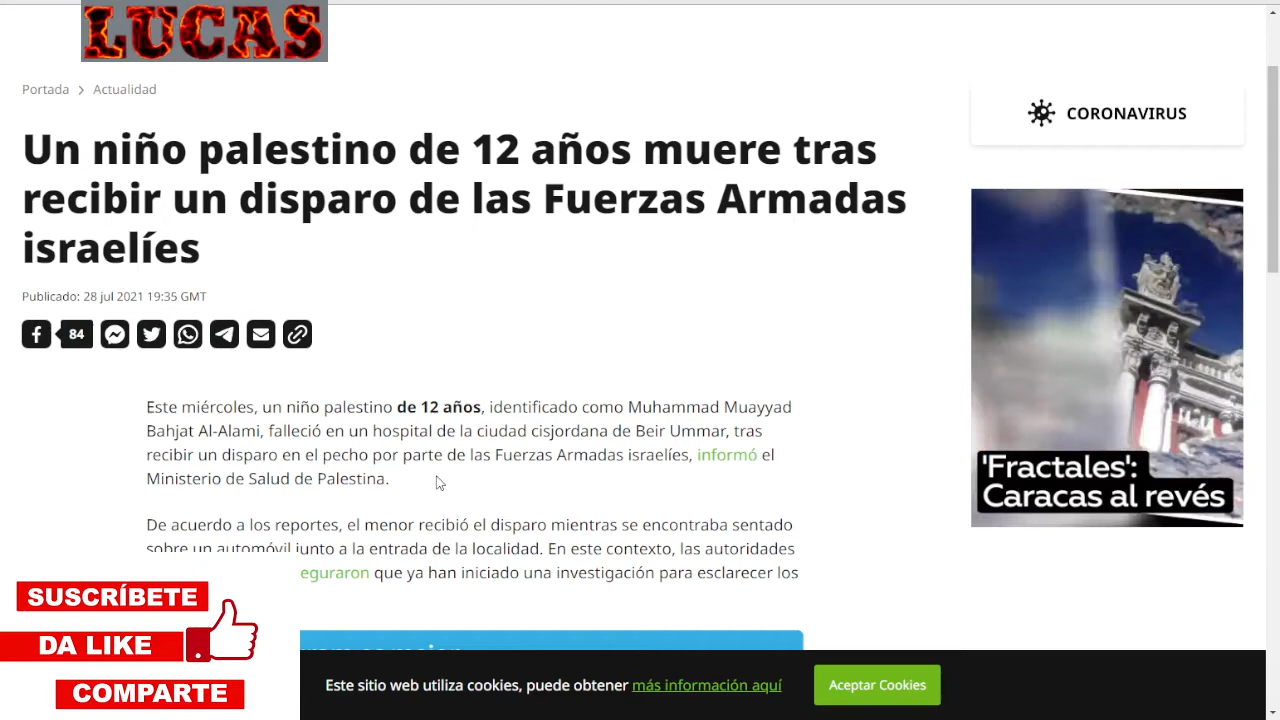 LUCAS
Portada > Actualidad
CORONAVIRUS
Un niño palestino de 12 años muere tras
recibir un disparo de las Fuerzas Armadas
israelíes
Publicado: 28 jul 2021 19:35 GMT
84
Este miércoles, un niño palestino de 12 años, identificado como Muhammad Muayyad
Bahjat Al-Alami, falleció en un hospital de la ciudad cisjordana de Beir Ummar, tras
recibir un disparo en el pecho por parte de las Fuerzas Armadas israelíes, informó el
Ministerio de Salud de Palestina.
'Fractales':
Caracas al revés
De acuerdo a los reportes, el menor recibió el disparo mientras se encontraba sentado
sobre un automóvil junto a la entrada de la localidad. En este contexto, las autoridades
eguraron que ya han iniciado una investigación para esclarecer los
SUSCRÍBETE
DA LIKE
COMPARTE
Este sitio web utiliza cookies, puede obtener más información aquí
Aceptar Cookies